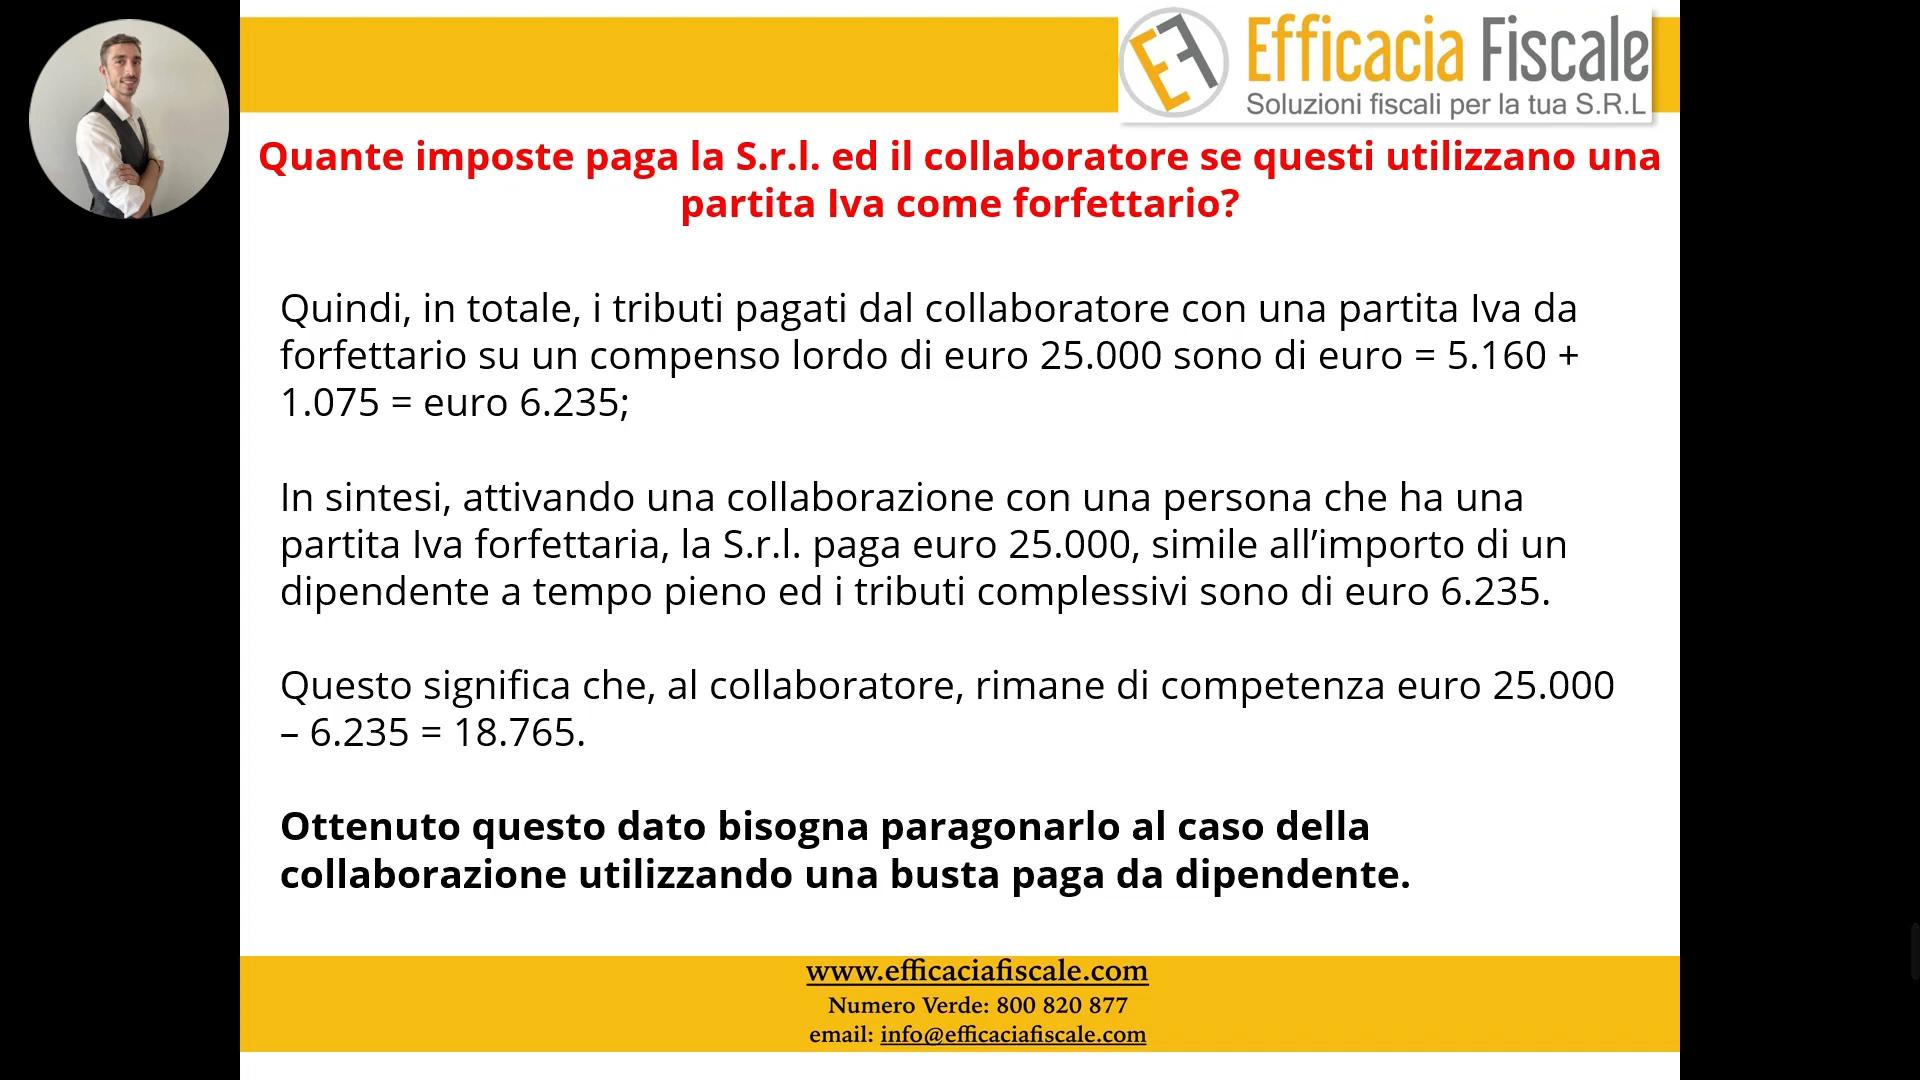 EF
Efficacia Fiscale
Soluzioni fiscali per la tua S.R.L
Quante imposte paga la S.r.l. ed il collaboratore se questi utilizzano una
partita Iva come forfettario?
Quindi, in totale, i tributi pagati dal collaboratore con una partita Iva da
forfettario su un compenso lordo di euro 25.000 sono di euro = 5.160 +
1.075 = euro 6.235;
In sintesi, attivando una collaborazione con una persona che ha una
partita Iva forfettaria, la S.r.l. paga euro 25.000, simile all’importo di un
dipendente a tempo pieno ed i tributi complessivi sono di euro 6.235.
Questo significa che, al collaboratore, rimane di competenza euro 25.000
– 6.235 = 18.765.
Ottenuto questo dato bisogna paragonarlo al caso della
collaborazione utilizzando una busta paga da dipendente.
www.efficaciafiscale.com
Numero Verde: 800 820 877
email: info@efficaciafiscale.com